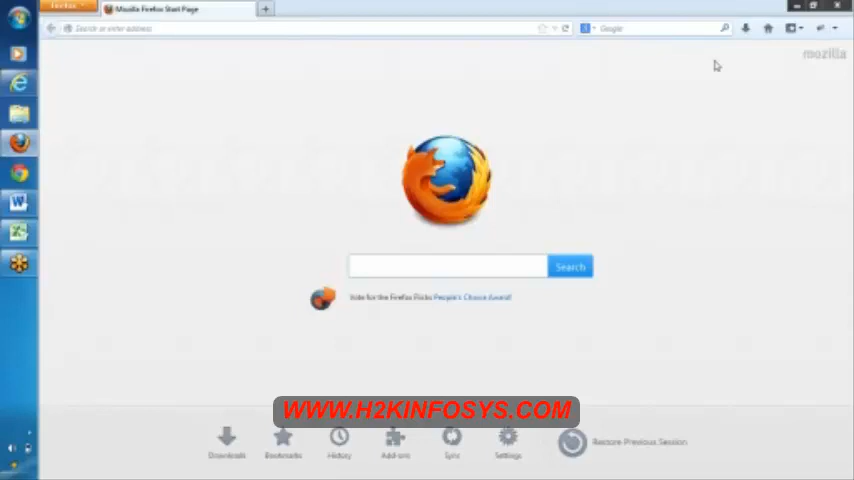 Firefox
Mozilla Firefox Start Page
Search or enter address
Google
mozilla
Search
Vote for the Firefox Flicks People's Choice Award!
WWW.H2KINFOSYS.COM
Downloads
Bookmarks
History
Add-ons
Sync
Settings
Restore Previous Session